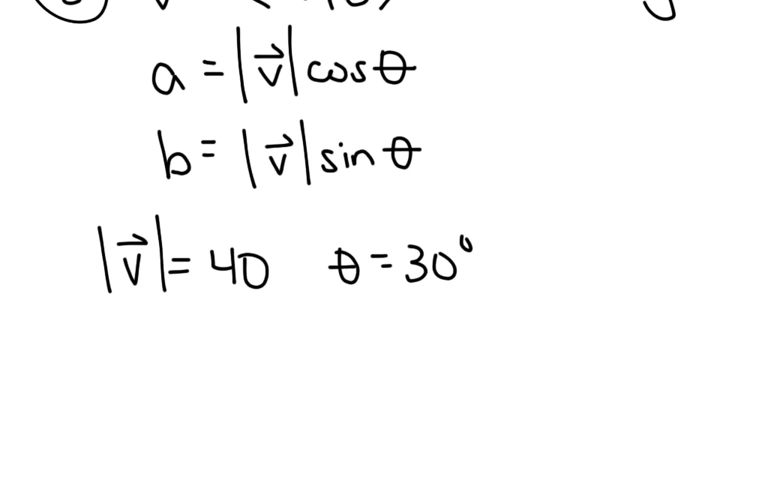 a = |v⃗| cos θ
b = |v⃗| sin θ
|v⃗| = 40 θ = 30°